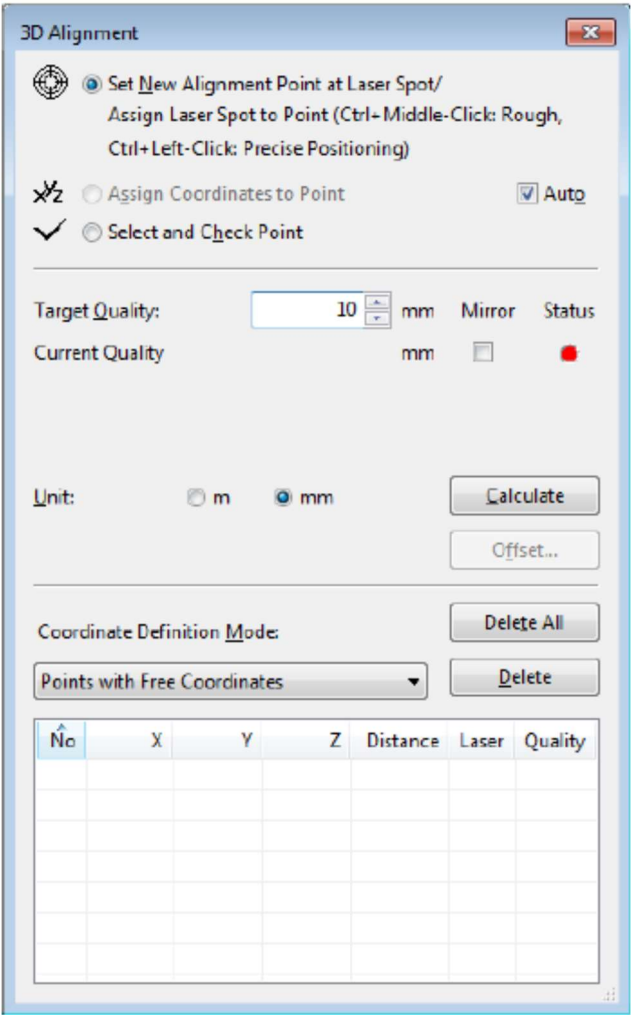 3D Alignment
Set New Alignment Point at Laser Spot/
Assign Laser Spot to Point (Ctrl+Middle-Click: Rough,
Ctrl+Left-Click: Precise Positioning)
xyz Assign Coordinates to Point Auto
Select and Check Point
Target Quality: 10 mm Mirror Status
Current Quality mm
Unit: m mm Calculate
Offset...
Delete All
Coordinate Definition Mode:
Points with Free Coordinates Delete
No X Y Z Distance Laser Quality